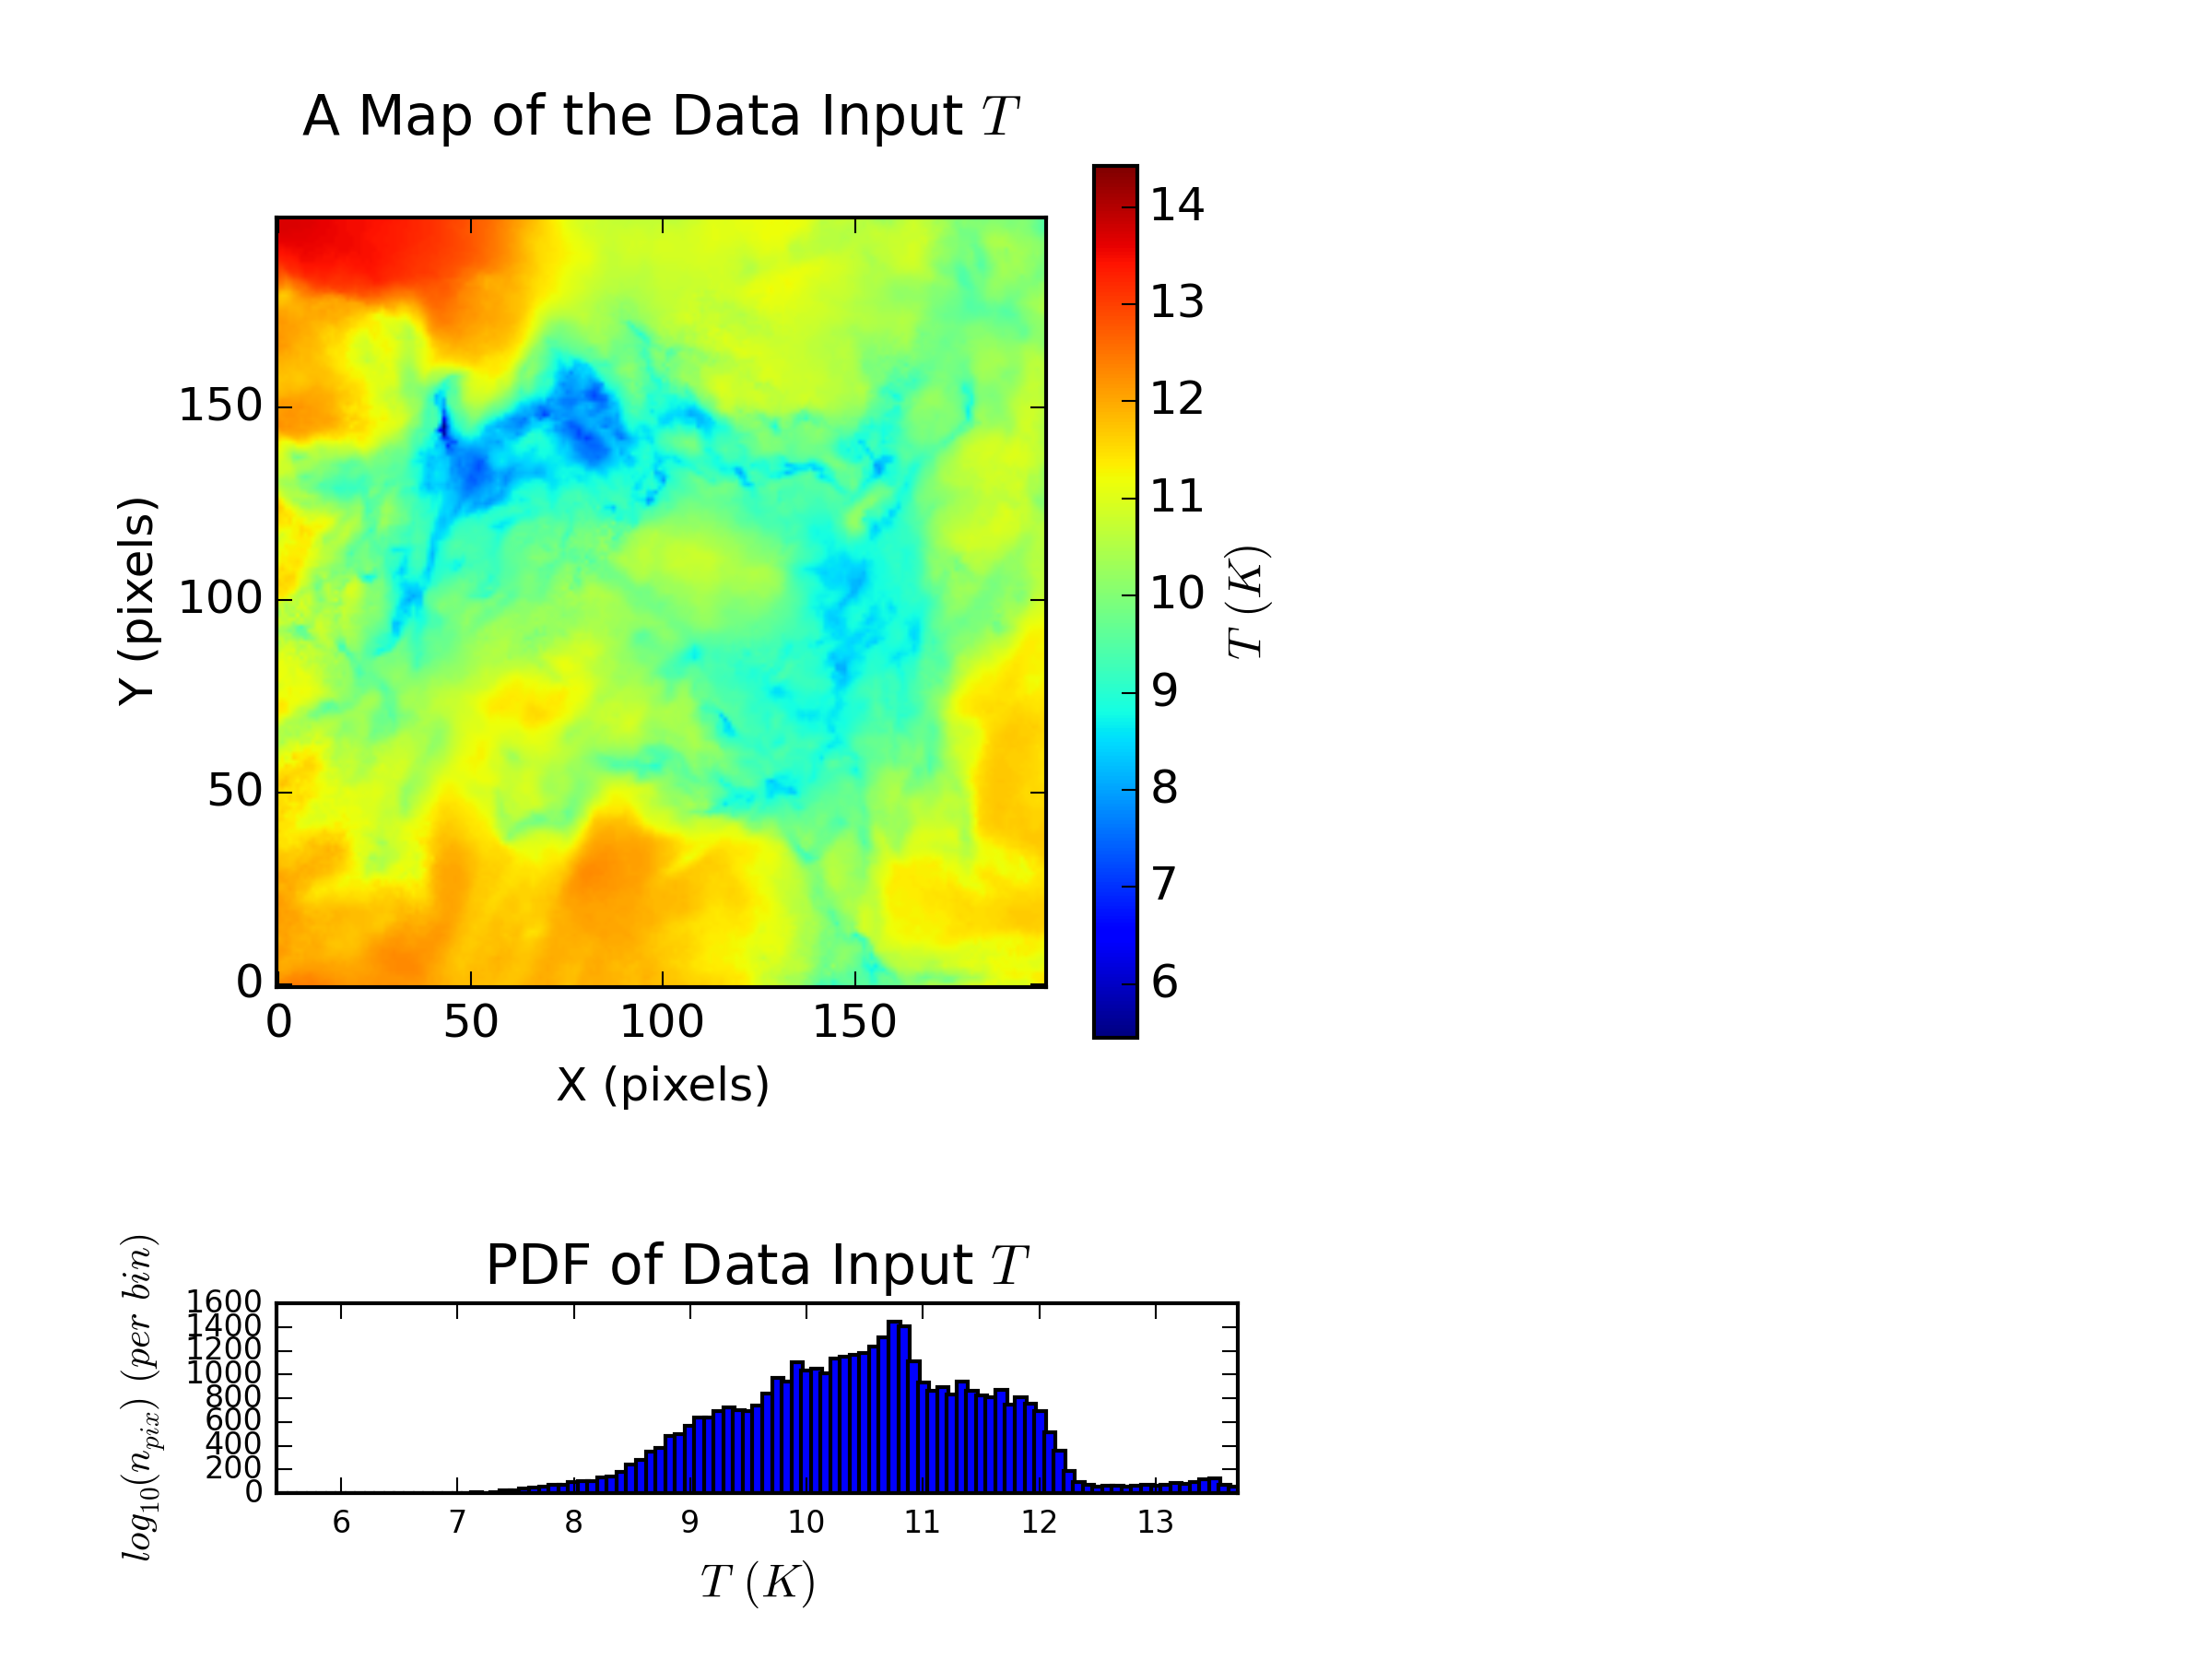 A Map of the Data Input T
14
13
12
11
10
9
8
7
6
T (K)
150
100
50
0
Y (pixels)
0 50 100 150
X (pixels)
PDF of Data Input T
1600
1400
1200
1000
800
600
400
200
0
log10(npix) (per bin)
6 7 8 9 10 11 12 13
T (K)